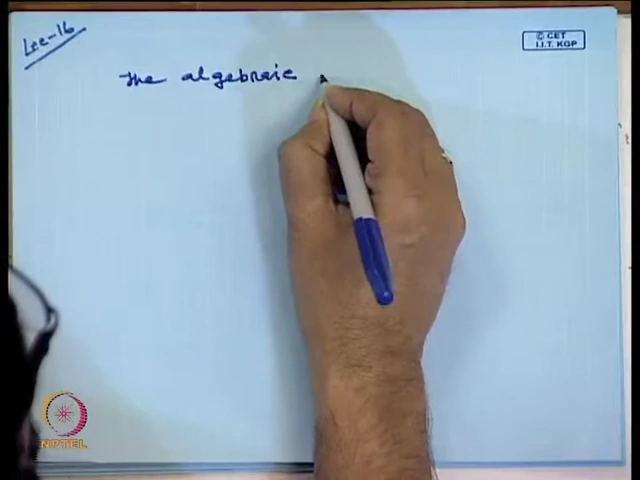 Lec-16
© CET
I.I.T. KGP
The algebraic
NPTEL